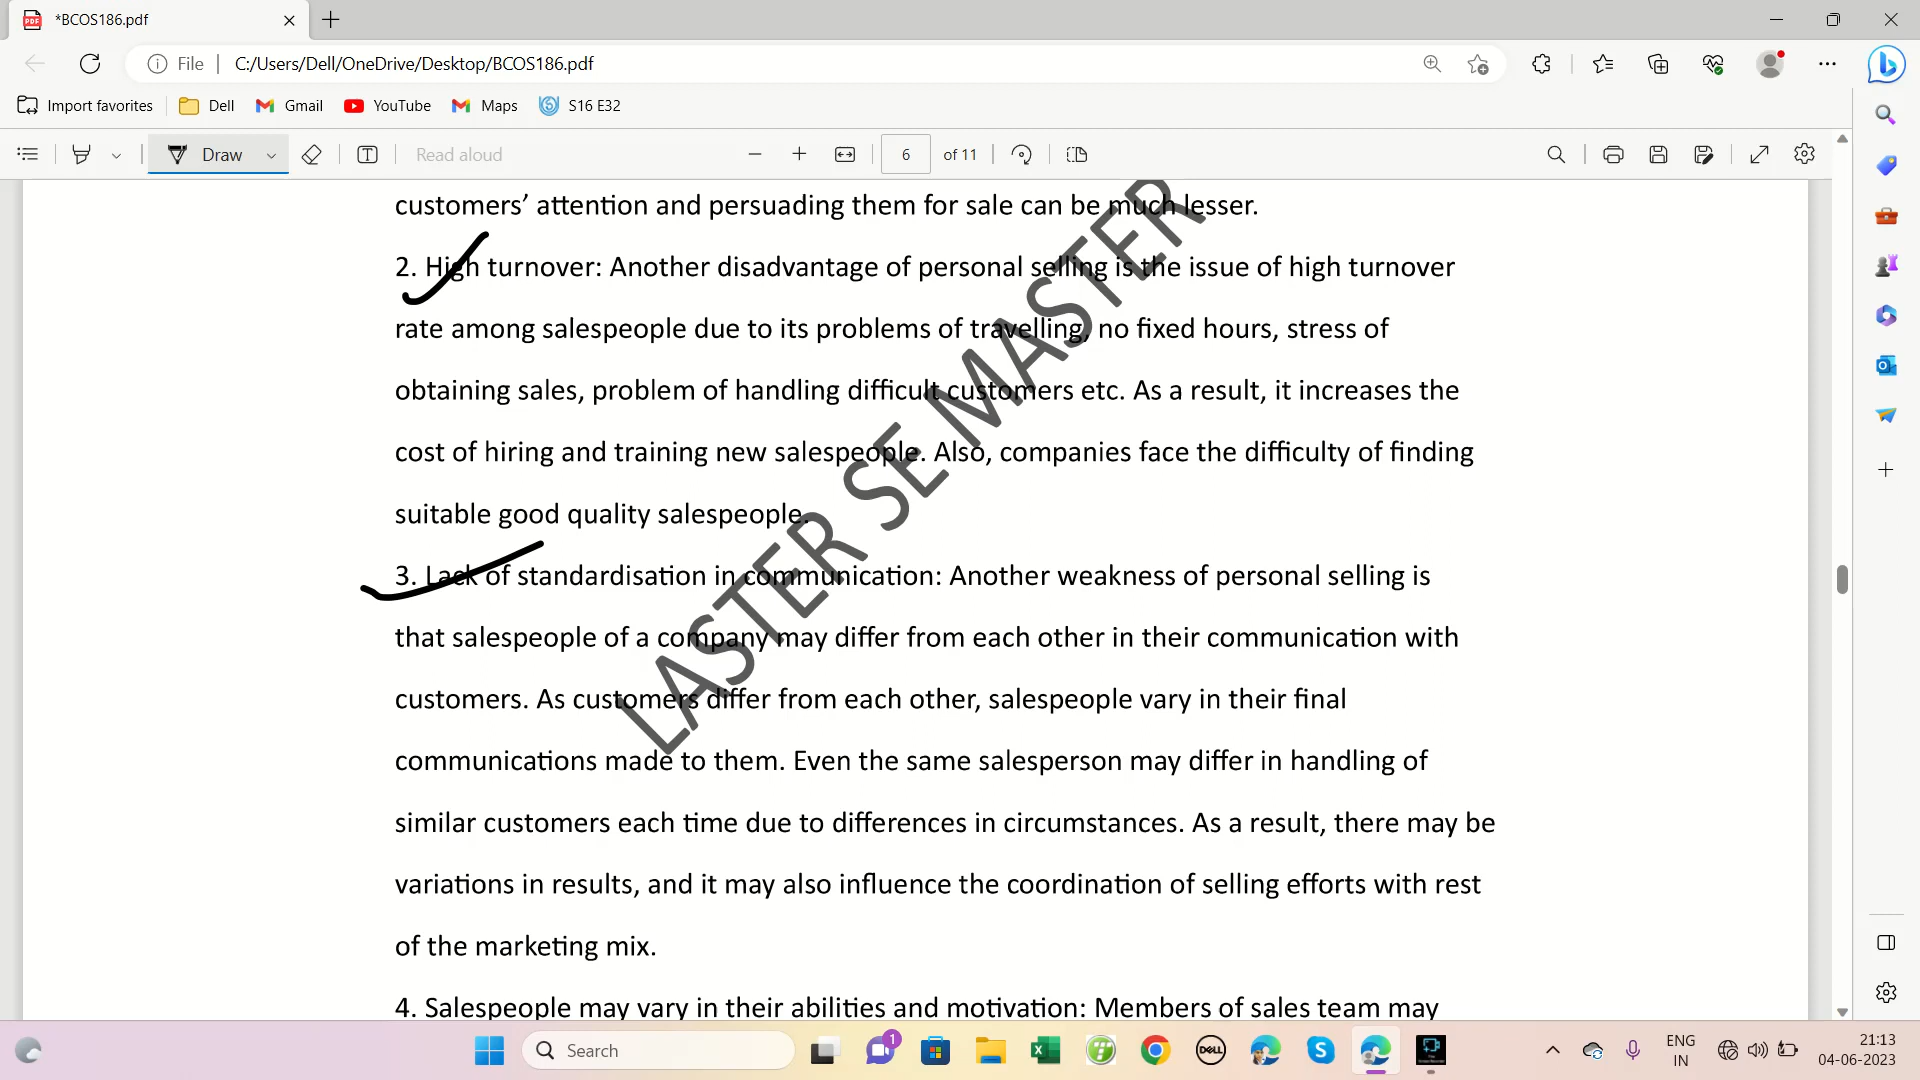 *BCOS186.pdf
File
C:/Users/Dell/OneDrive/Desktop/BCOS186.pdf
Import favorites
Dell
Gmail
YouTube
Maps
S16 E32
Draw
Read aloud
6
of 11
customers’ attention and persuading them for sale can be much lesser.
2. High turnover: Another disadvantage of personal selling is the issue of high turnover
rate among salespeople due to its problems of travelling, no fixed hours, stress of
obtaining sales, problem of handling difficult customers etc. As a result, it increases the
cost of hiring and training new salespeople. Also, companies face the difficulty of finding
suitable good quality salespeople.
3. Lack of standardisation in communication: Another weakness of personal selling is
that salespeople of a company may differ from each other in their communication with
customers. As customers differ from each other, salespeople vary in their final
communications made to them. Even the same salesperson may differ in handling of
similar customers each time due to differences in circumstances. As a result, there may be
variations in results, and it may also influence the coordination of selling efforts with rest
of the marketing mix.
4. Salespeople may vary in their abilities and motivation: Members of sales team may
LASTER SE MASTER
Search
1
DELL
ENG
IN
21:13
04-06-2023